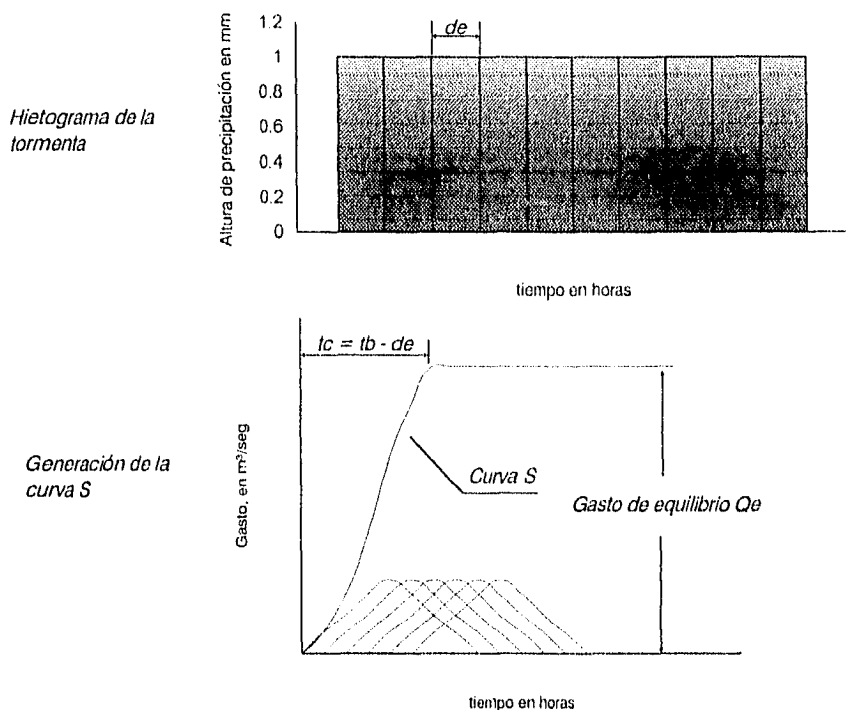 Hietograma de la
tormenta
Altura de precipitación en mm
1.2
1
0.8
0.6
0.4
0.2
0
de
tiempo en horas
Generación de la
curva S
Gasto, en m³/seg
tc = tb - de
Curva S
Gasto de equilibrio Qe
tiempo en horas